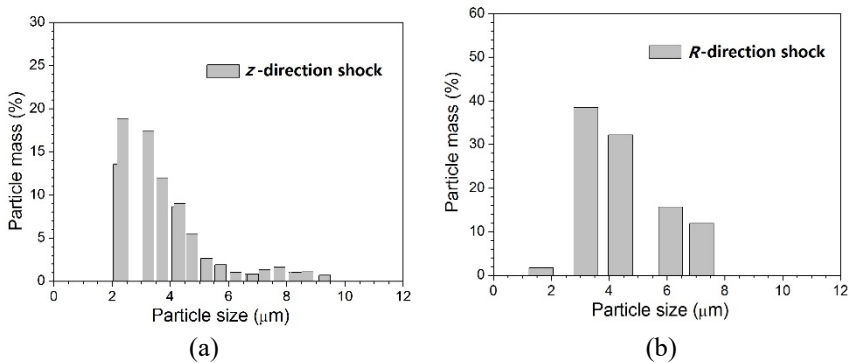 30
25
20
15
10
5
0
Particle mass (%)
z-direction shock
0 2 4 6 8 10 12
Particle size (μm)
(a)
60
50
40
30
20
10
0
Particle mass (%)
R-direction shock
0 2 4 6 8 10 12
Particle size (μm)
(b)